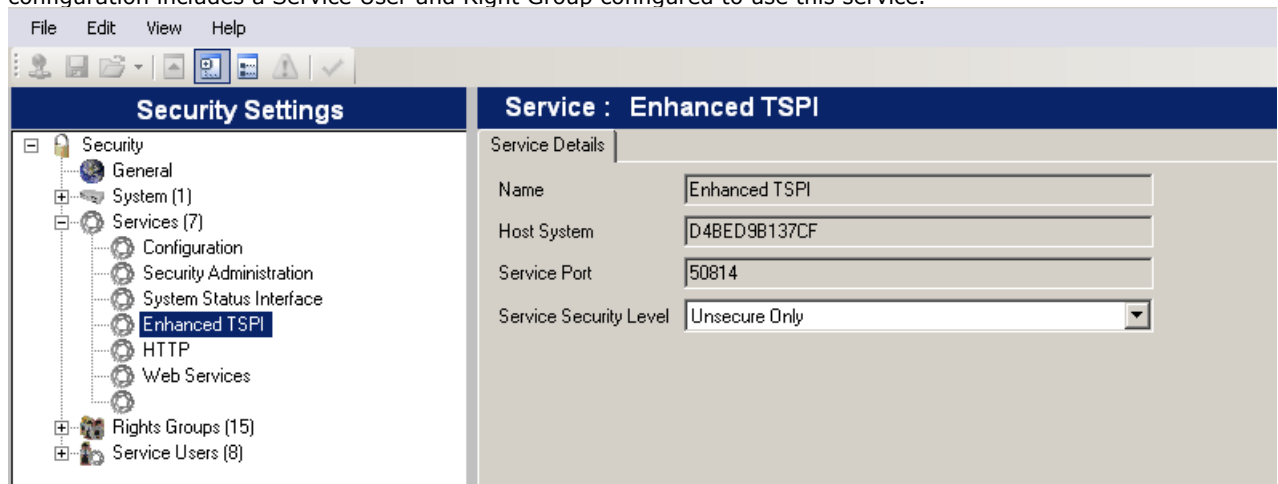 configuration includes a Service User and Right Group configured to use this service.
File Edit View Help
Security Settings
Service : Enhanced TSPI
Security
General
System (1)
Services (7)
Configuration
Security Administration
System Status Interface
Enhanced TSPI
HTTP
Web Services
Rights Groups (15)
Service Users (8)
Service Details
Name Enhanced TSPI
Host System D4BED9B137CF
Service Port 50814
Service Security Level Unsecure Only